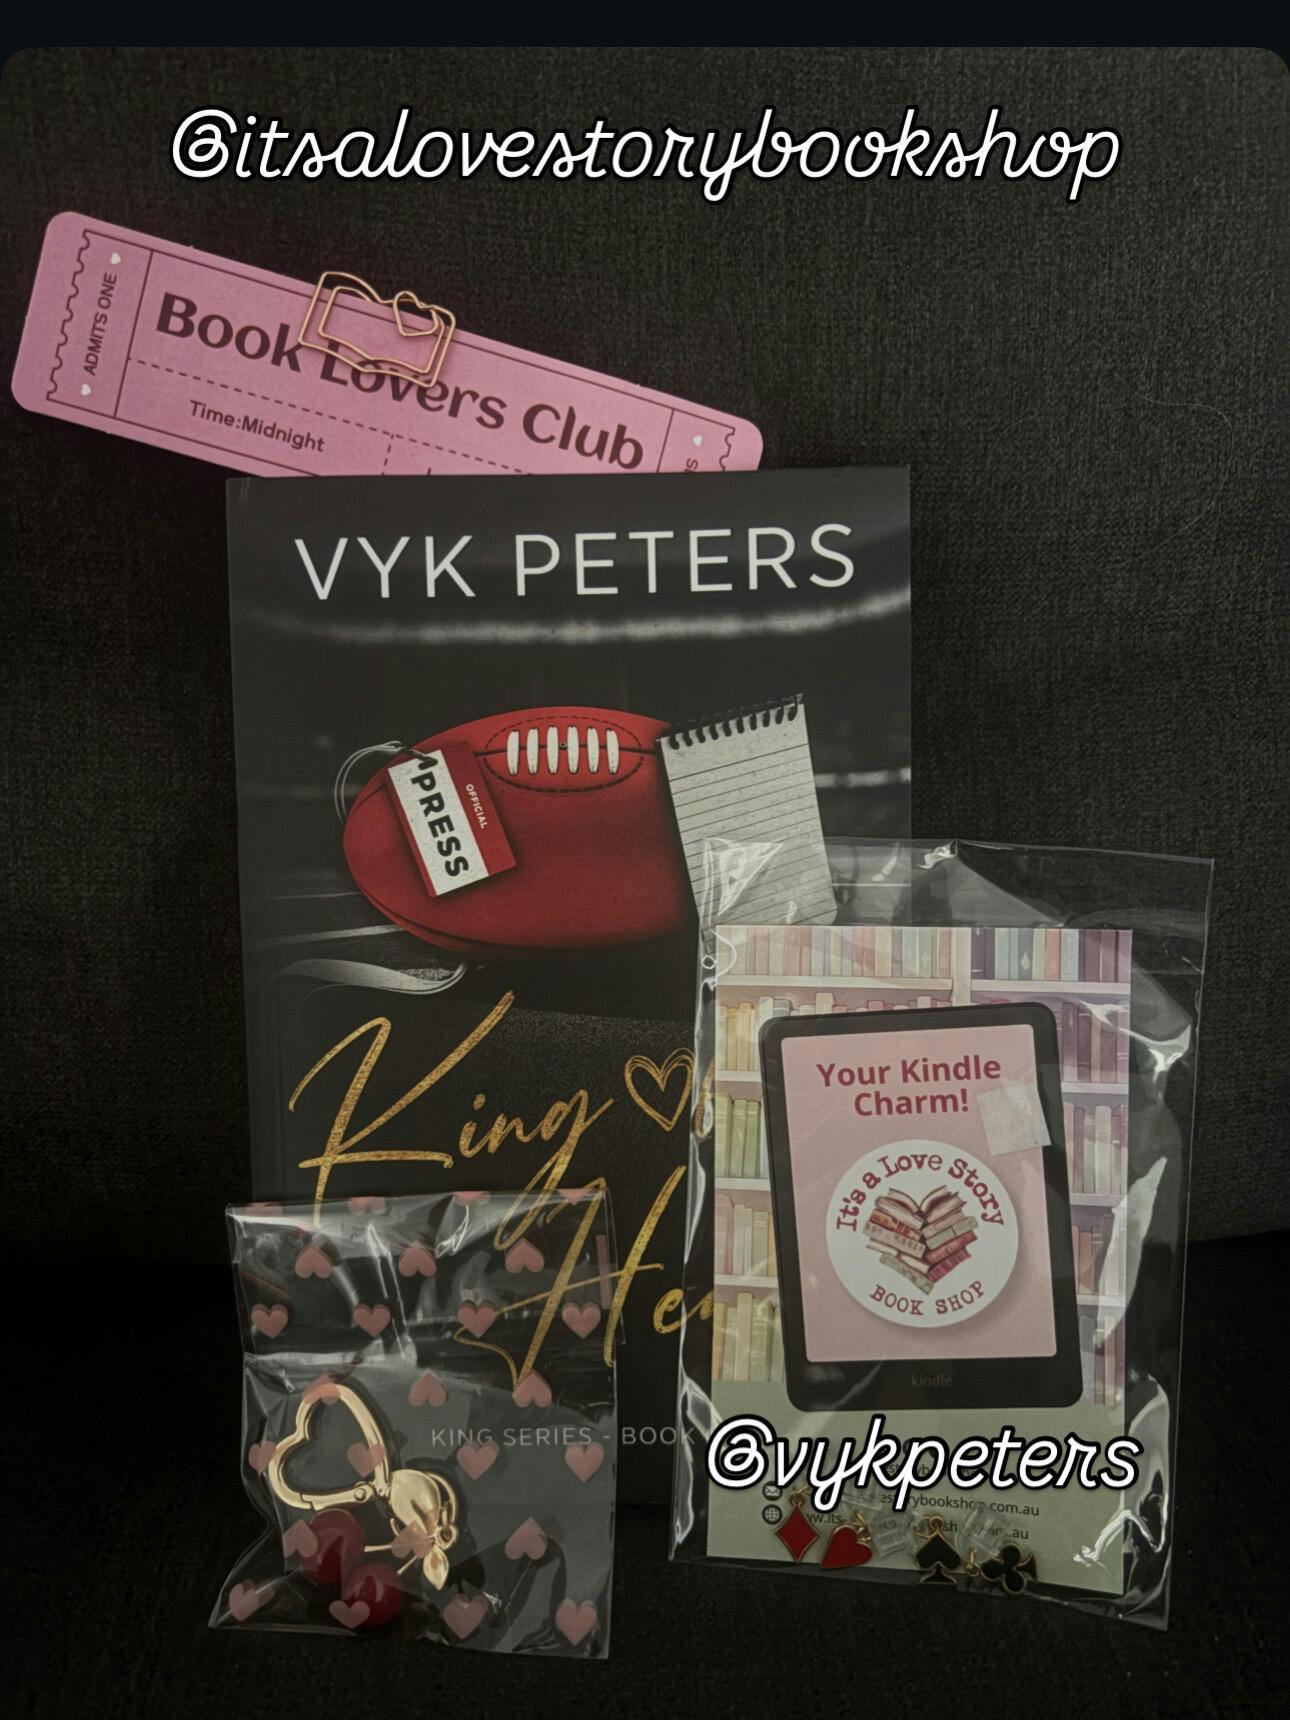 @itsalovestorybookshop
ADMITS ONE
Book Lovers Club
Time:Midnight
VYK PETERS
OFFICIAL
PRESS
King
Your Kindle
Charm!
It's a Love Story
BOOK SHOP
kindle
KING SERIES - BOOK
@vykpeters